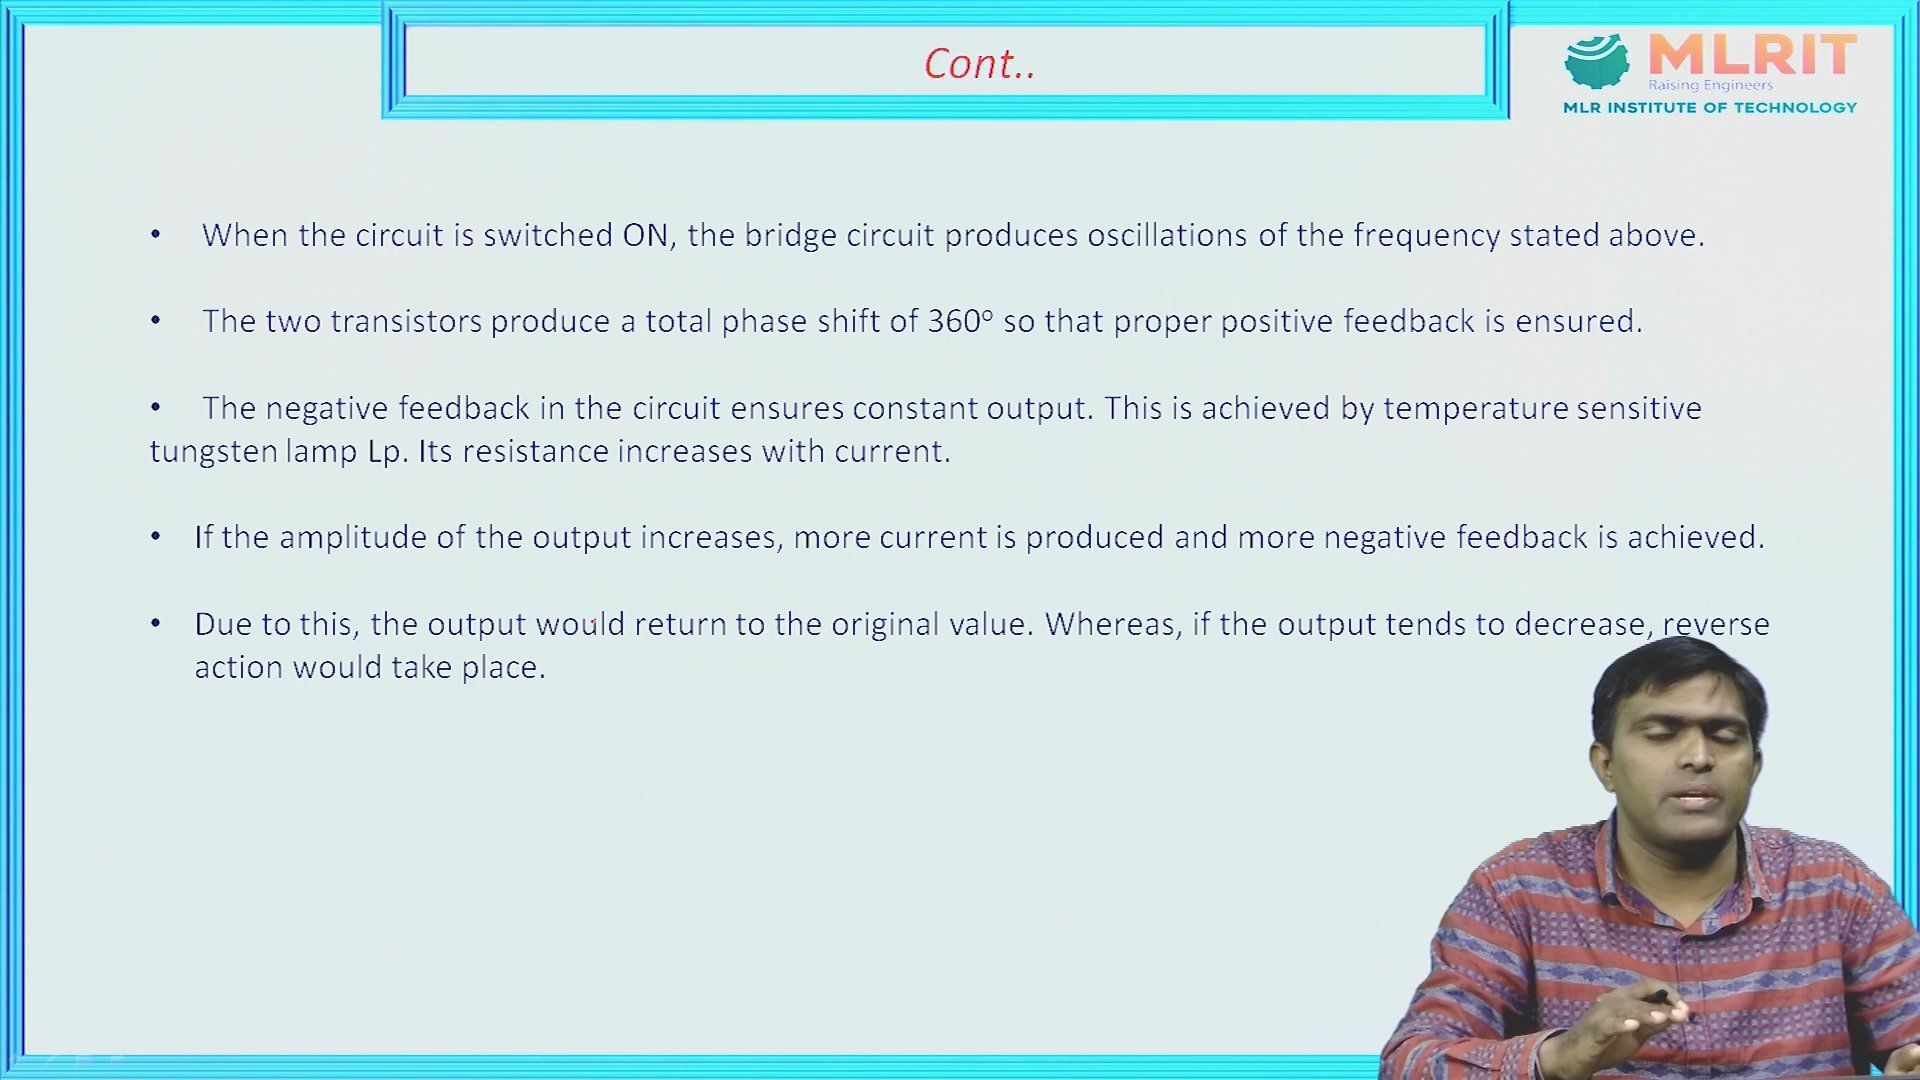 Cont..
MLRIT
Raising Engineers
MLR INSTITUTE OF TECHNOLOGY
• When the circuit is switched ON, the bridge circuit produces oscillations of the frequency stated above.
• The two transistors produce a total phase shift of 360º so that proper positive feedback is ensured.
• The negative feedback in the circuit ensures constant output. This is achieved by temperature sensitive
tungsten lamp Lp. Its resistance increases with current.
• If the amplitude of the output increases, more current is produced and more negative feedback is achieved.
• Due to this, the output would return to the original value. Whereas, if the output tends to decrease, reverse
action would take place.